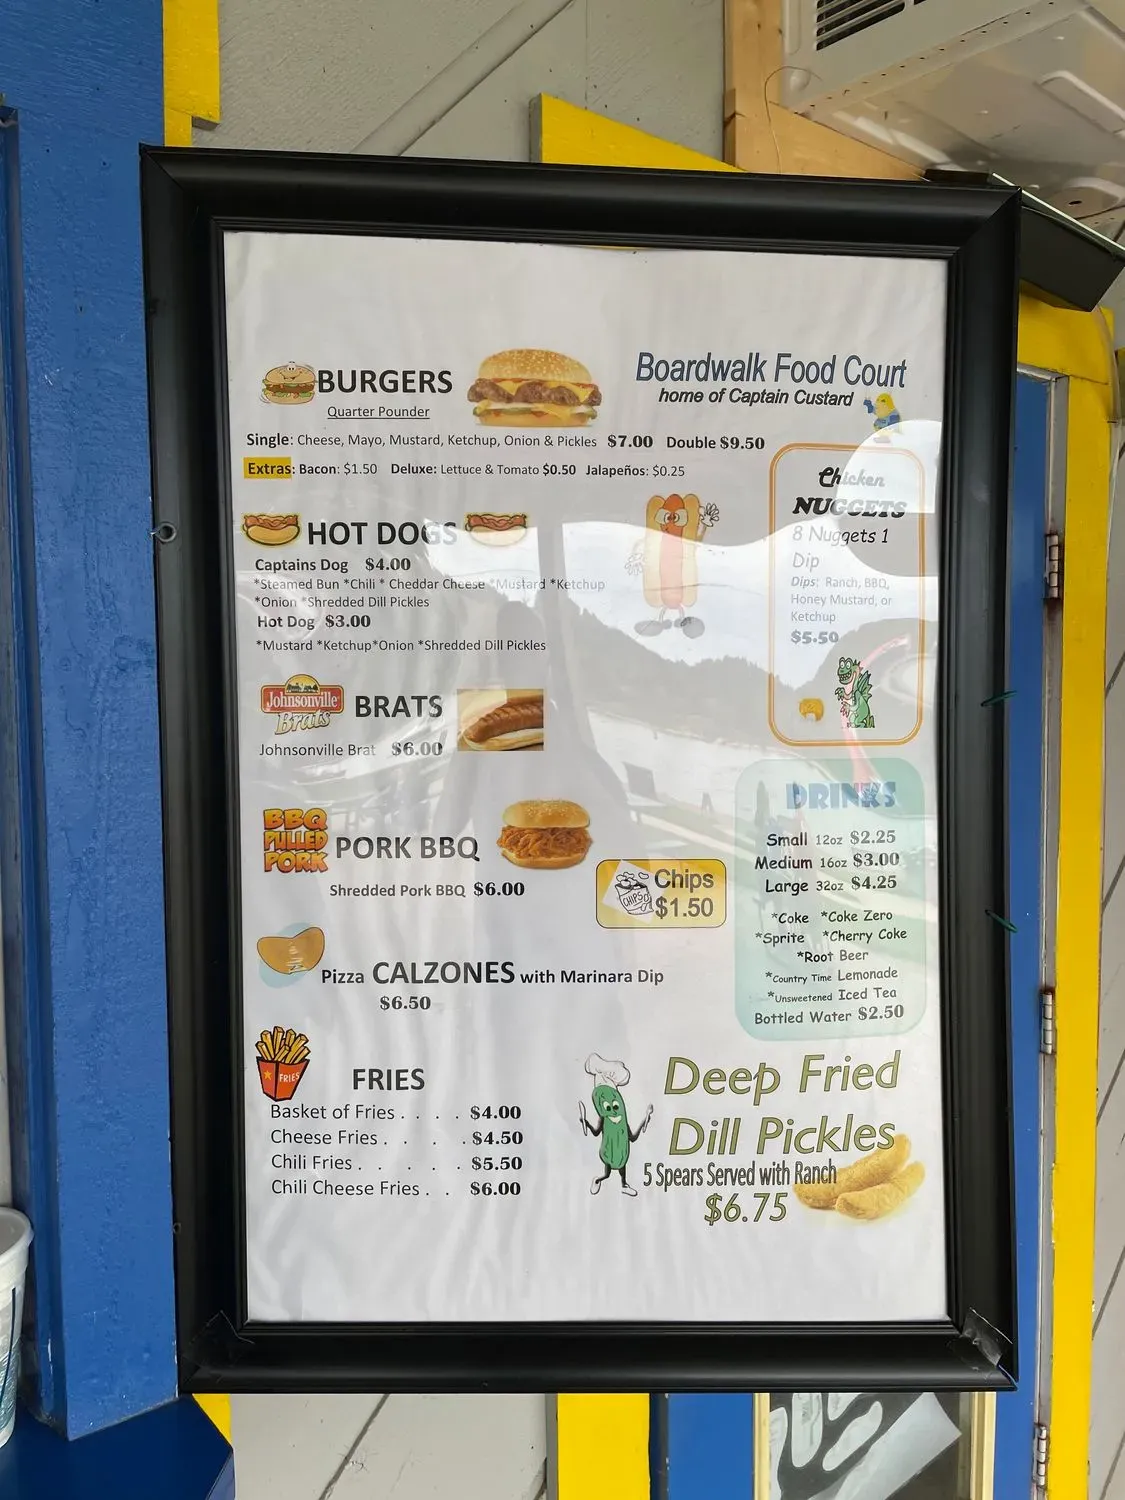 BURGERS
Quarter Pounder
Boardwalk Food Court
home of Captain Custard
Single: Cheese, Mayo, Mustard, Ketchup, Onion & Pickles $7.00 Double $9.50
Extras: Bacon: $1.50 Deluxe: Lettuce & Tomato $0.50 Jalapeños: $0.25
HOT DOGS
Captains Dog $4.00
*Steamed Bun *Chili * Cheddar Cheese *Mustard *Ketchup
*Onion *Shredded Dill Pickles
Hot Dog $3.00
*Mustard *Ketchup*Onion *Shredded Dill Pickles
Chicken
NUGGETS
8 Nuggets 1
Dip
Dips: Ranch, BBQ,
Honey Mustard, or
Ketchup
$5.50
Johnsonville
Brats
BRATS
Johnsonville Brat $6.00
BBQ
PULLED
PORK
PORK BBQ
Shredded Pork BBQ $6.00
CHIPS
Chips
$1.50
DRINKS
Small 12oz $2.25
Medium 16oz $3.00
Large 32oz $4.25
*Coke *Coke Zero
*Sprite *Cherry Coke
*Root Beer
*Country Time Lemonade
*Unsweetened Iced Tea
Bottled Water $2.50
Pizza CALZONES with Marinara Dip
$6.50
FRIES
FRIES
Basket of Fries . . . . $4.00
Cheese Fries . . . . $4.50
Chili Fries . . . . . $5.50
Chili Cheese Fries . . $6.00
Deep Fried
Dill Pickles
5 Spears Served with Ranch
$6.75